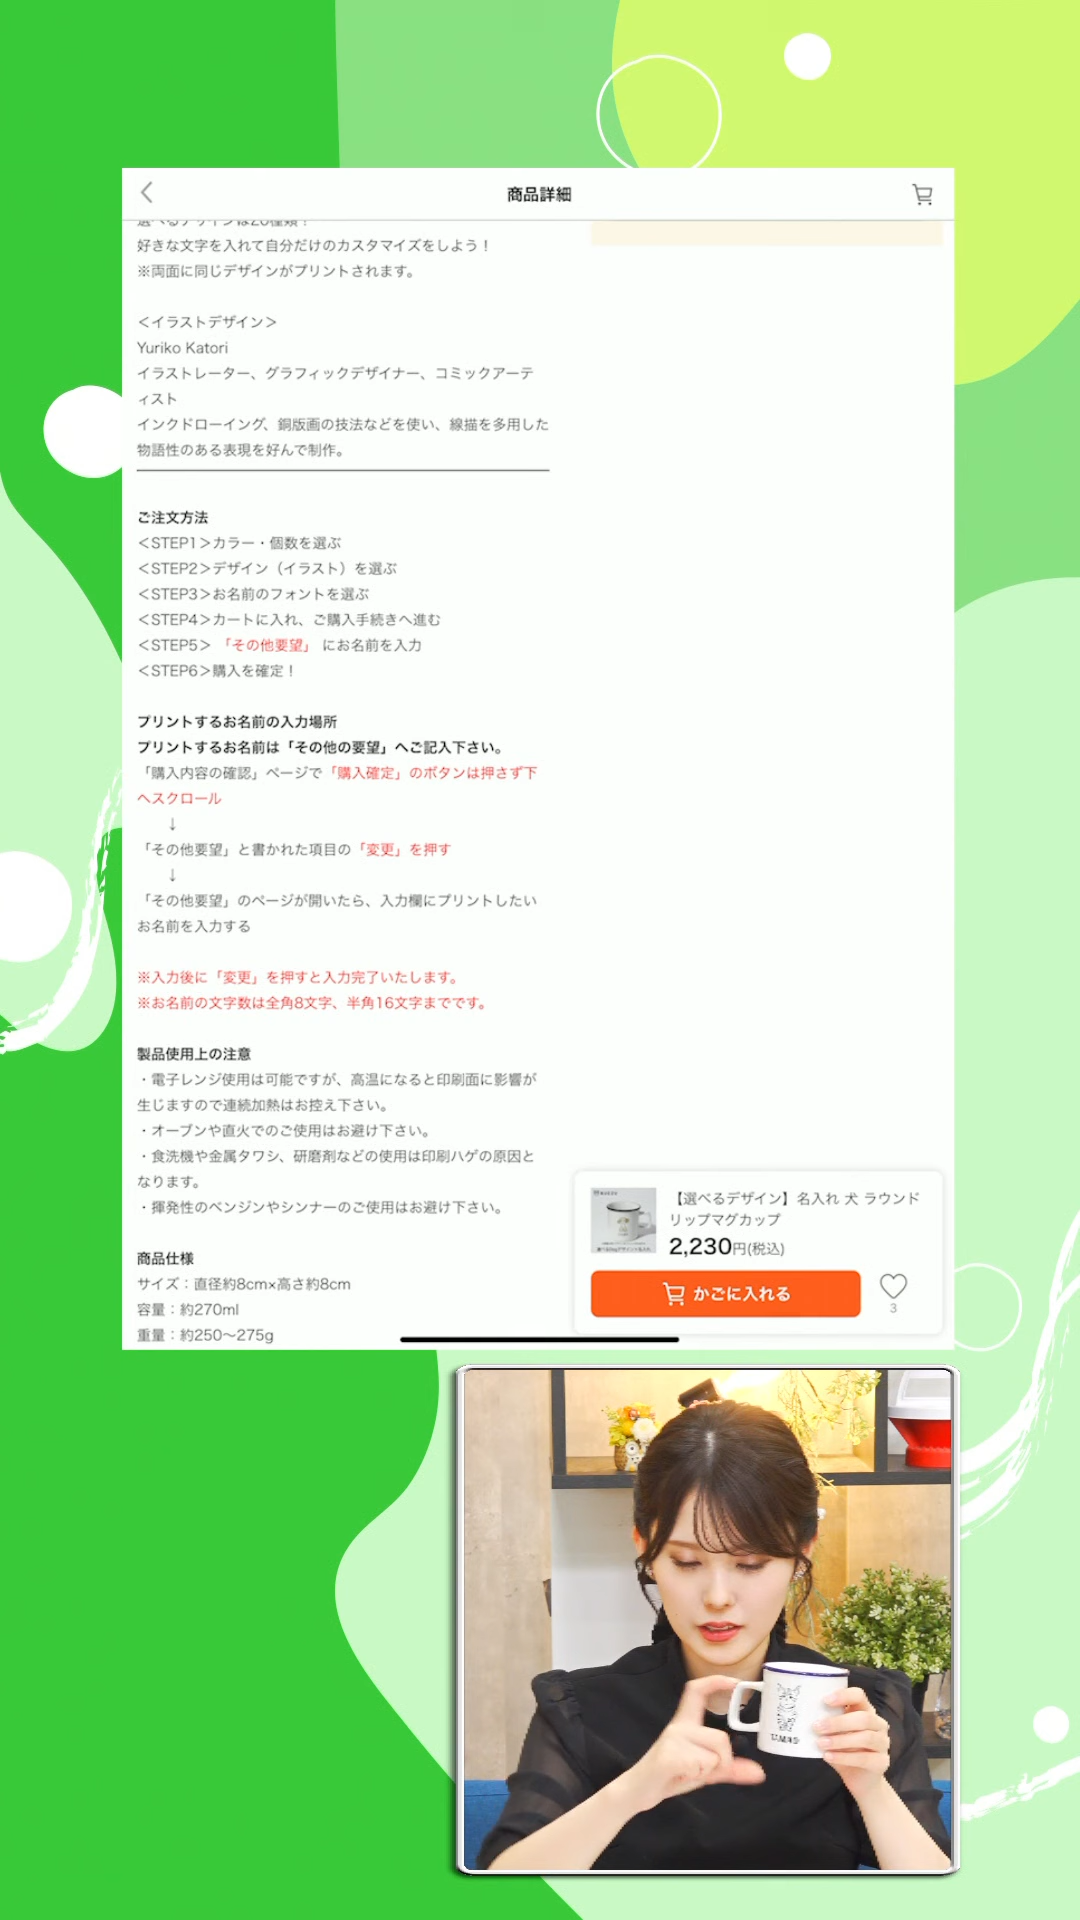 商品詳細
選べるデザインは20種類！
好きな文字を入れて自分だけのカスタマイズをしよう！
※両面に同じデザインがプリントされます。
＜イラストデザイン＞
Yuriko Katori
イラストレーター、グラフィックデザイナー、コミックアーテ
ィスト
インクドローイング、銅版画の技法などを使い、線描を多用した
物語性のある表現を好んで制作。
ご注文方法
＜STEP1＞カラー・個数を選ぶ
＜STEP2＞デザイン（イラスト）を選ぶ
＜STEP3＞お名前のフォントを選ぶ
＜STEP4＞カートに入れ、ご購入手続きへ進む
＜STEP5＞「その他要望」 にお名前を入力
＜STEP6＞購入を確定！
プリントするお名前の入力場所
プリントするお名前は「その他の要望」へご記入下さい。
「購入内容の確認」ページで「購入確定」のボタンは押さず下
へスクロール
↓
「その他要望」と書かれた項目の「変更」を押す
↓
「その他要望」のページが開いたら、入力欄にプリントしたい
お名前を入力する
※入力後に「変更」を押すと入力完了いたします。
※お名前の文字数は全角8文字、半角16文字までです。
製品使用上の注意
・電子レンジ使用は可能ですが、高温になると印刷面に影響が
生じますので連続加熱はお控え下さい。
・オーブンや直火でのご使用はお避け下さい。
・食洗機や金属タワシ、研磨剤などの使用は印刷ハゲの原因と
なります。
・揮発性のベンジンやシンナーのご使用はお避け下さい。
商品仕様
サイズ：直径約8cm×高さ約8cm
容量：約270ml
重量：約250～275g
【選べるデザイン】名入れ 犬 ラウンド
リップマグカップ
2,230円(税込)
かごに入れる
3